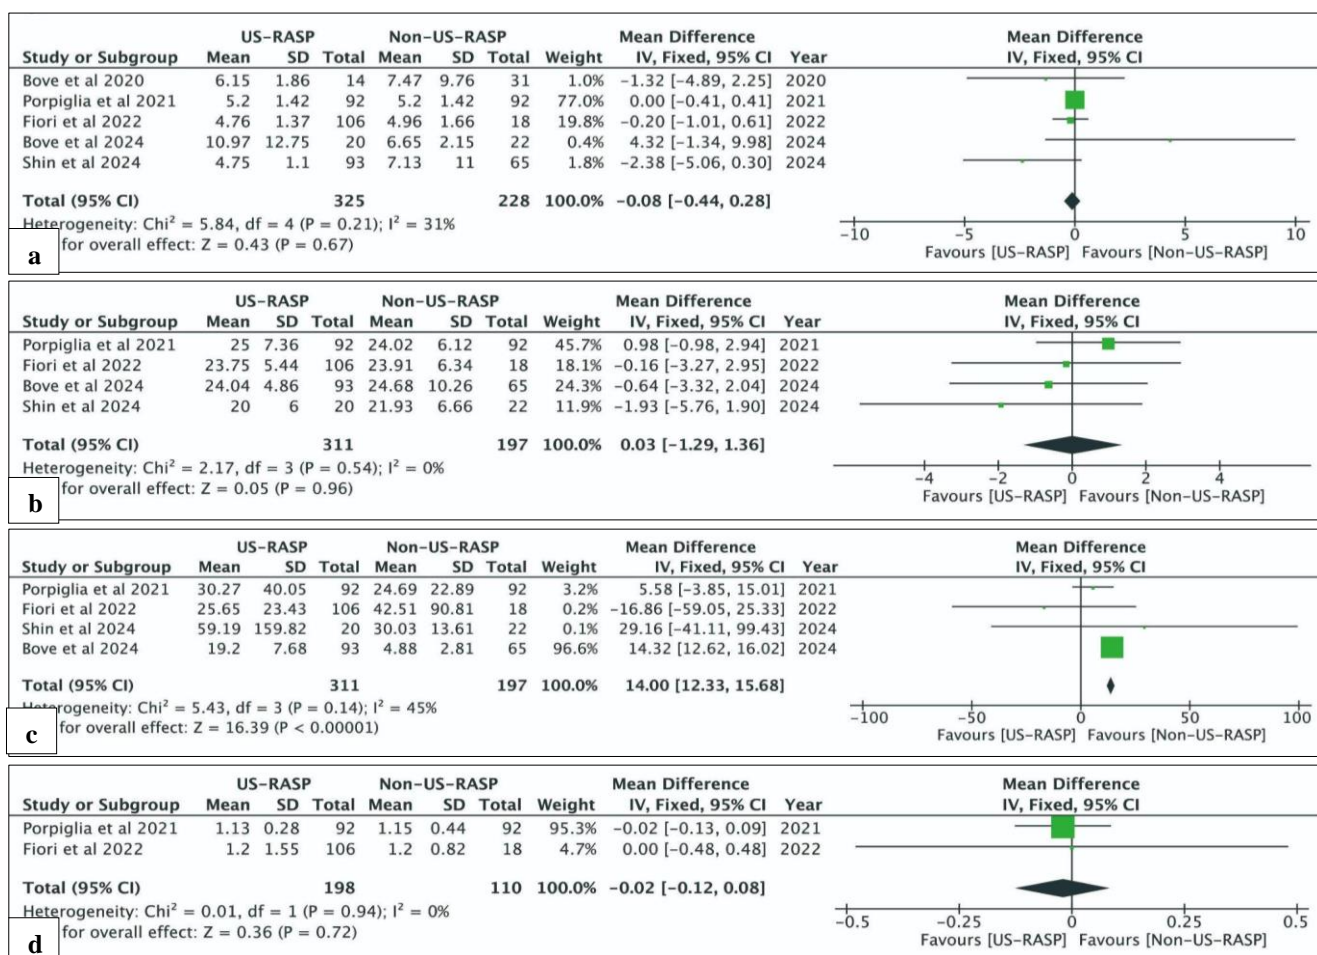 US-RASP Non-US-RASP Mean Difference Mean Difference
Study or Subgroup Mean SD Total Mean SD Total Weight IV, Fixed, 95% CI Year IV, Fixed, 95% CI
Bove et al 2020 6.15 1.86 14 7.47 9.76 31 1.0% -1.32 [-4.89, 2.25] 2020
Porpiglia et al 2021 5.2 1.42 92 5.2 1.42 92 77.0% 0.00 [-0.41, 0.41] 2021
Fiori et al 2022 4.76 1.37 106 4.96 1.66 18 19.8% -0.20 [-1.01, 0.61] 2022
Bove et al 2024 10.97 12.75 20 6.65 2.15 22 0.4% 4.32 [-1.34, 9.98] 2024
Shin et al 2024 4.75 1.1 93 7.13 11 65 1.8% -2.38 [-5.06, 0.30] 2024
Total (95% CI) 325 228 100.0% -0.08 [-0.44, 0.28]
Heterogeneity: Chi² = 5.84, df = 4 (P = 0.21); I² = 31%
for overall effect: Z = 0.43 (P = 0.67)
-10 -5 0 5 10
Favours [US-RASP] Favours [Non-US-RASP]
a
US-RASP Non-US-RASP Mean Difference Mean Difference
Study or Subgroup Mean SD Total Mean SD Total Weight IV, Fixed, 95% CI Year IV, Fixed, 95% CI
Porpiglia et al 2021 25 7.36 92 24.02 6.12 92 45.7% 0.98 [-0.98, 2.94] 2021
Fiori et al 2022 23.75 5.44 106 23.91 6.34 18 18.1% -0.16 [-3.27, 2.95] 2022
Bove et al 2024 24.04 4.86 93 24.68 10.26 65 24.3% -0.64 [-3.32, 2.04] 2024
Shin et al 2024 20 6 20 21.93 6.66 22 11.9% -1.93 [-5.76, 1.90] 2024
Total (95% CI) 311 197 100.0% 0.03 [-1.29, 1.36]
Heterogeneity: Chi² = 2.17, df = 3 (P = 0.54); I² = 0%
for overall effect: Z = 0.05 (P = 0.96)
-4 -2 0 2 4
Favours [US-RASP] Favours [Non-US-RASP]
b
US-RASP Non-US-RASP Mean Difference Mean Difference
Study or Subgroup Mean SD Total Mean SD Total Weight IV, Fixed, 95% CI Year IV, Fixed, 95% CI
Porpiglia et al 2021 30.27 40.05 92 24.69 22.89 92 3.2% 5.58 [-3.85, 15.01] 2021
Fiori et al 2022 25.65 23.43 106 42.51 90.81 18 0.2% -16.86 [-59.05, 25.33] 2022
Shin et al 2024 59.19 159.82 20 30.03 13.61 22 0.1% 29.16 [-41.11, 99.43] 2024
Bove et al 2024 19.2 7.68 93 4.88 2.81 65 96.6% 14.32 [12.62, 16.02] 2024
Total (95% CI) 311 197 100.0% 14.00 [12.33, 15.68]
Heterogeneity: Chi² = 5.43, df = 3 (P = 0.14); I² = 45%
for overall effect: Z = 16.39 (P < 0.00001)
-100 -50 0 50 100
Favours [US-RASP] Favours [Non-US-RASP]
c
US-RASP Non-US-RASP Mean Difference Mean Difference
Study or Subgroup Mean SD Total Mean SD Total Weight IV, Fixed, 95% CI Year IV, Fixed, 95% CI
Porpiglia et al 2021 1.13 0.28 92 1.15 0.44 92 95.3% -0.02 [-0.13, 0.09] 2021
Fiori et al 2022 1.2 1.55 106 1.2 0.82 18 4.7% 0.00 [-0.48, 0.48] 2022
Total (95% CI) 198 110 100.0% -0.02 [-0.12, 0.08]
Heterogeneity: Chi² = 0.01, df = 1 (P = 0.94); I² = 0%
for overall effect: Z = 0.36 (P = 0.72)
-0.5 -0.25 0 0.25 0.5
Favours [US-RASP] Favours [Non-US-RASP]
d